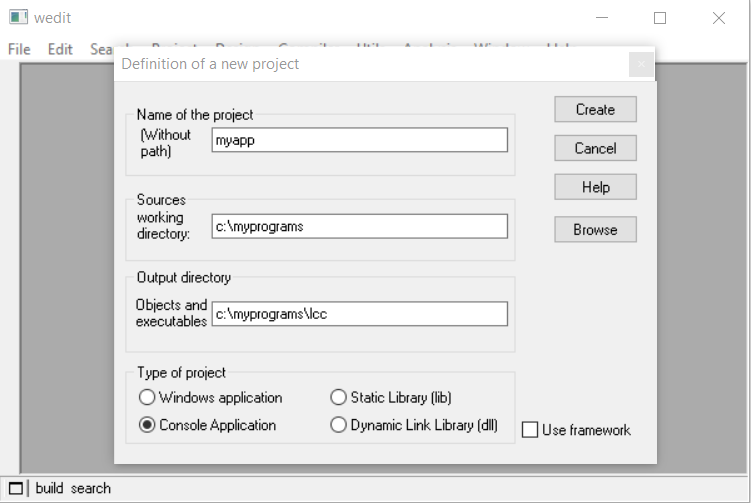 wedit
File Edit
Definition of a new project
Name of the project
(Without
path)
myapp
Create
Cancel
Help
Browse
Sources
working
directory:
c:\myprograms
Output directory
Objects and
executables
c:\myprograms\lcc
Type of project
Windows application
Static Library (lib)
Console Application
Dynamic Link Library (dll)
Use framework
build search